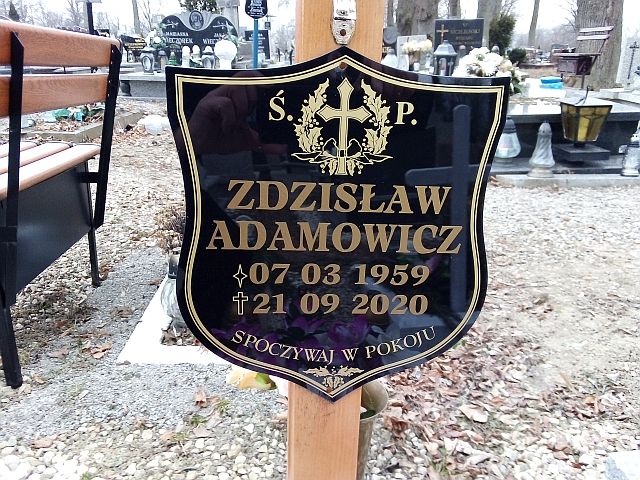 Ś. P.
ZDZISŁAW
ADAMOWICZ
07 03 1959
21 09 2020
SPOCZYWAJ W POKOJU